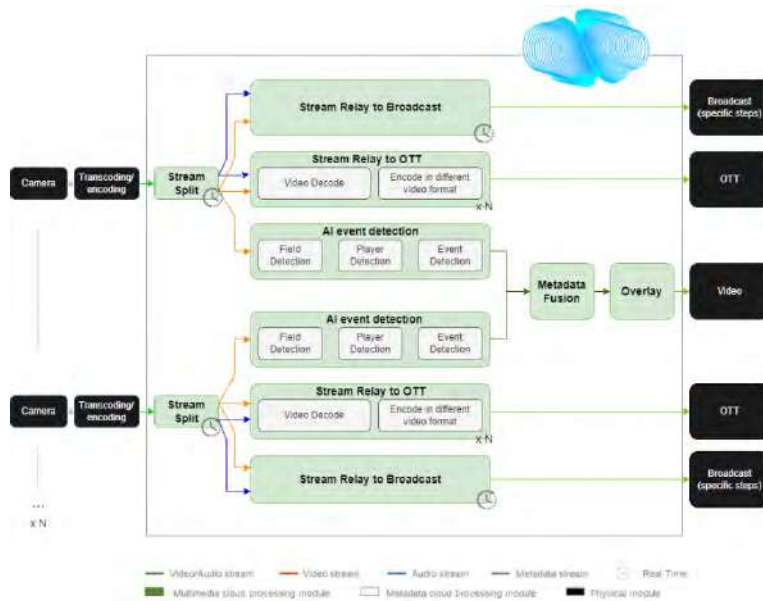 Stream Relay to Broadcast
Broadcast
(specific steps)
Camera
Transcoding/
encoding
Stream
Split
Stream Relay to OTT
Video Decode
Encode in different
video format
x N
OTT
AI event detection
Field
Detection
Player
Detection
Event
Detection
Metadata
Fusion
Overlay
Video
AI event detection
Field
Detection
Player
Detection
Event
Detection
Camera
Transcoding/
encoding
Stream
Split
Stream Relay to OTT
Video Decode
Encode in different
video format
x N
OTT
Stream Relay to Broadcast
Broadcast
(specific steps)
...
x N
Video/Audio stream
Video stream
Audio stream
Metadata stream
Real Time
Multimedia cloud processing module
Metadata cloud processing module
Physical module